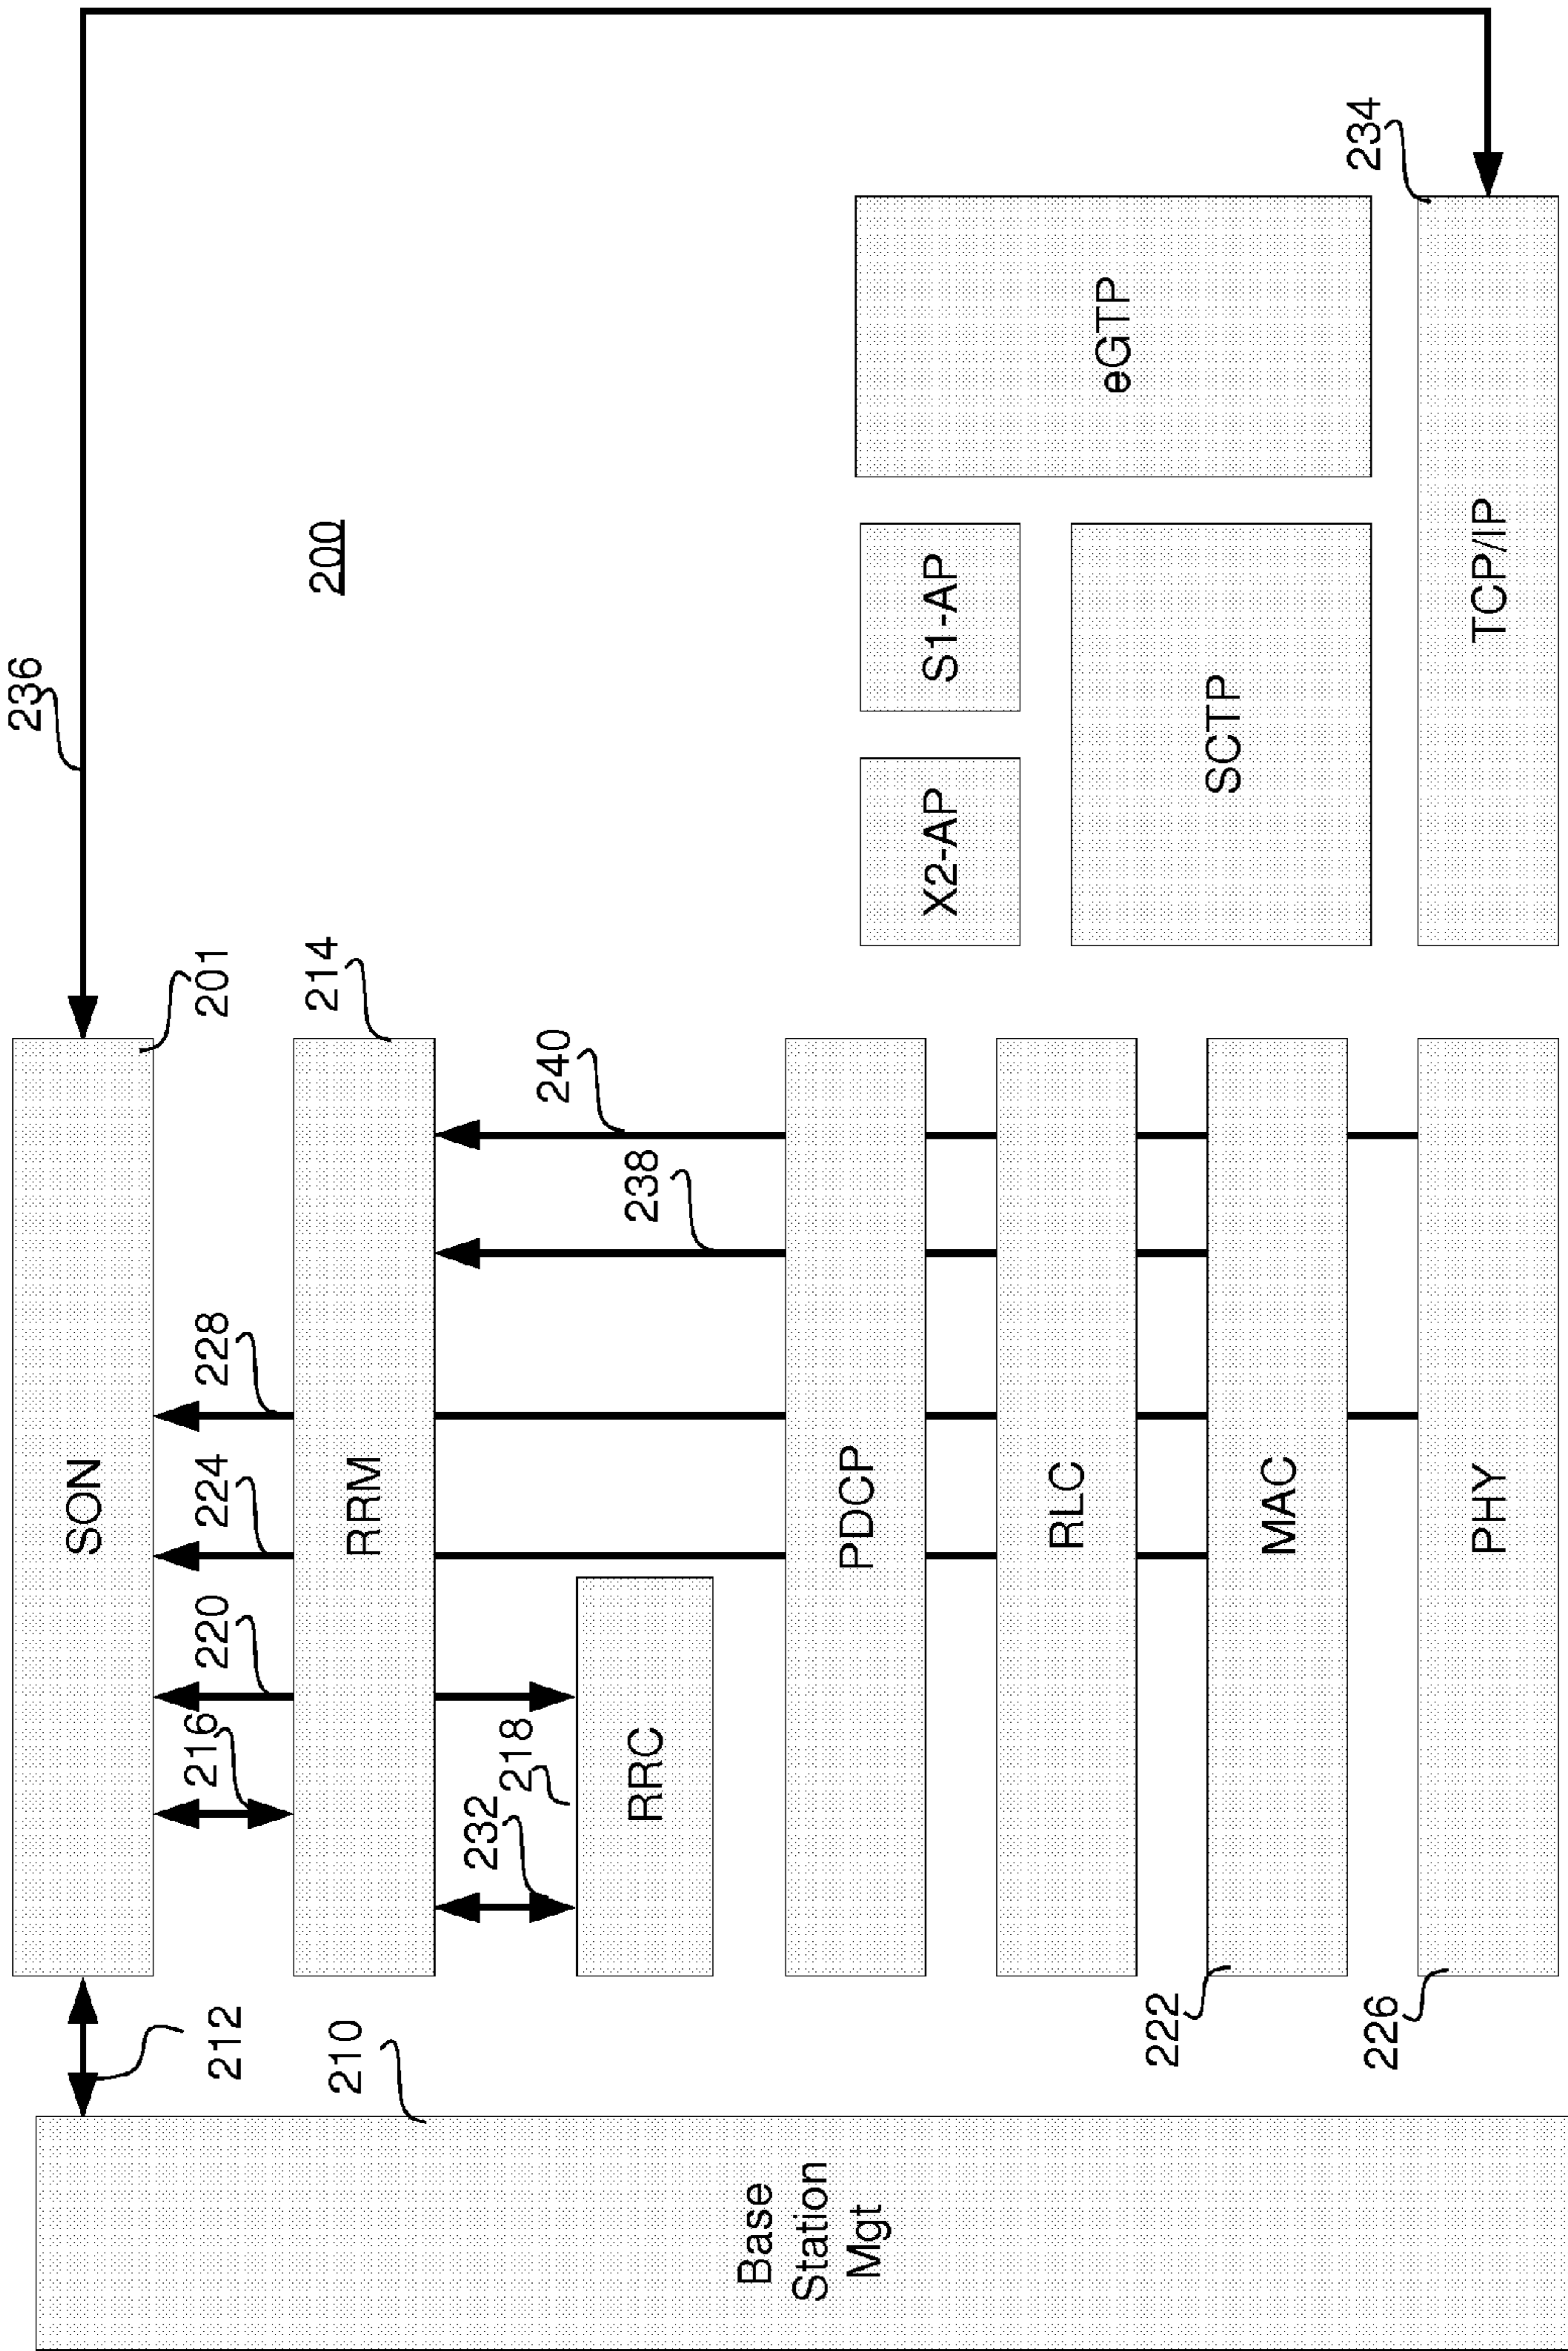 236
200
SON
201
212
216
220
224
228
RRM
214
210
Base
Station
Mgt
232
218
RRC
238
240
PDCP
RLC
MAC
222
PHY
226
X2-AP
S1-AP
eGTP
SCTP
TCP/IP
234